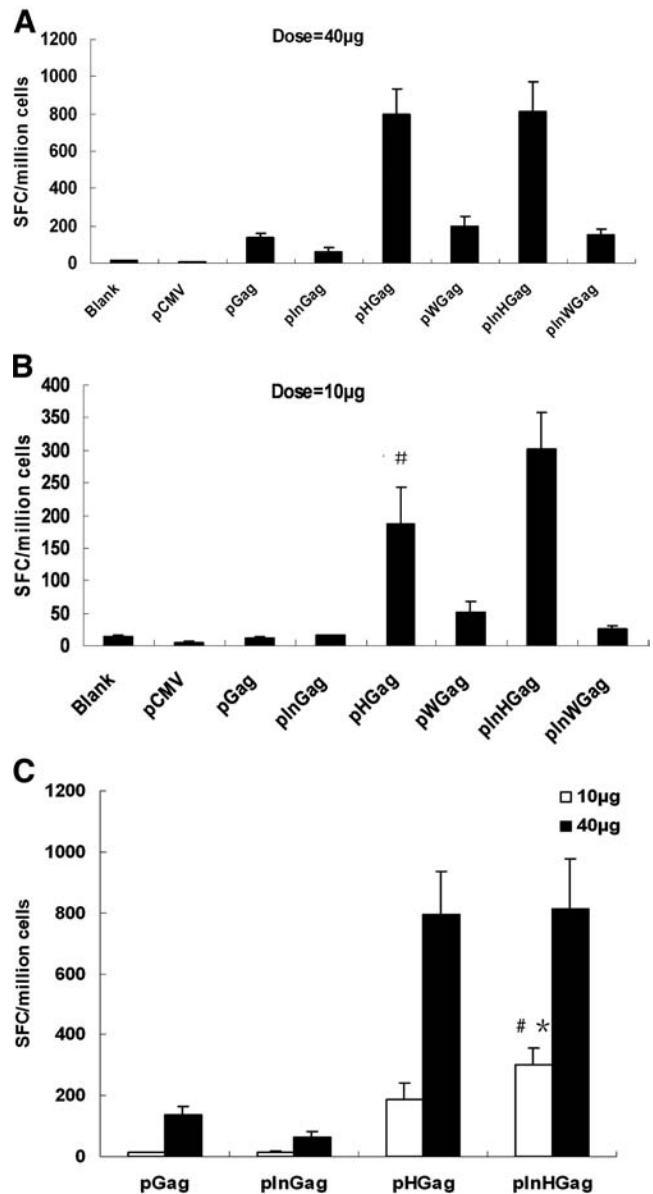 A
Dose=40μg
SFC/million cells
1200
1000
800
600
400
200
0
Blank
pCMV
pGag
pInGag
pHGag
pWGag
pInHGag
pInWGag
B
Dose=10μg
SFC/million cells
400
350
300
250
200
150
100
50
0
#
Blank
pCMV
pGag
pInGag
pHGag
pWGag
pInHGag
pInWGag
C
SFC/million cells
1200
1000
800
600
400
200
0
10μg
40μg
# *
pGag
pInGag
pHGag
pInHGag